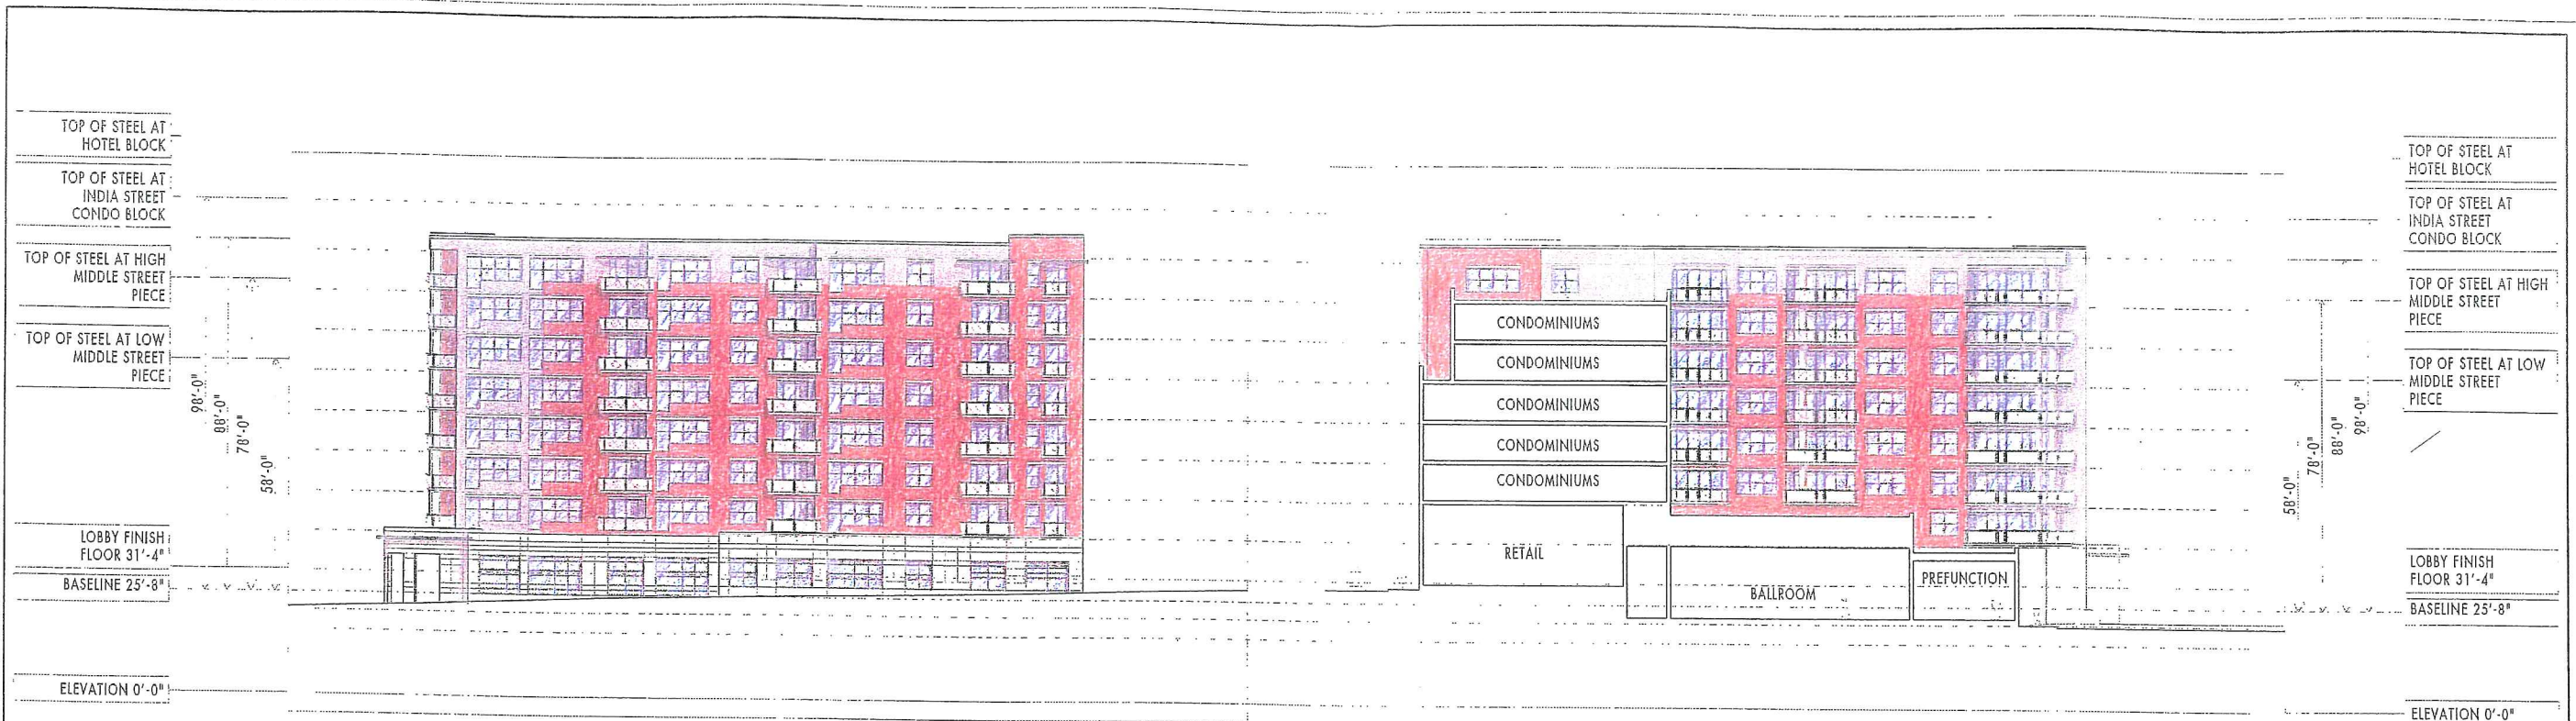 TOP OF STEEL AT
HOTEL BLOCK
TOP OF STEEL AT
INDIA STREET
CONDO BLOCK
TOP OF STEEL AT HIGH
MIDDLE STREET
PIECE
TOP OF STEEL AT LOW
MIDDLE STREET
PIECE
98'-0"
88'-0"
78'-0"
58'-0"
LOBBY FINISH
FLOOR 31'-4"
BASELINE 25'-8"
ELEVATION 0'-0"
CONDOMINIUMS
CONDOMINIUMS
CONDOMINIUMS
CONDOMINIUMS
CONDOMINIUMS
RETAIL
BALLROOM
PREFUNCTION
58'-0"
78'-0"
88'-0"
98'-0"
TOP OF STEEL AT
HOTEL BLOCK
TOP OF STEEL AT
INDIA STREET
CONDO BLOCK
TOP OF STEEL AT HIGH
MIDDLE STREET
PIECE
TOP OF STEEL AT LOW
MIDDLE STREET
PIECE
LOBBY FINISH
FLOOR 31'-4"
BASELINE 25'-8"
ELEVATION 0'-0"